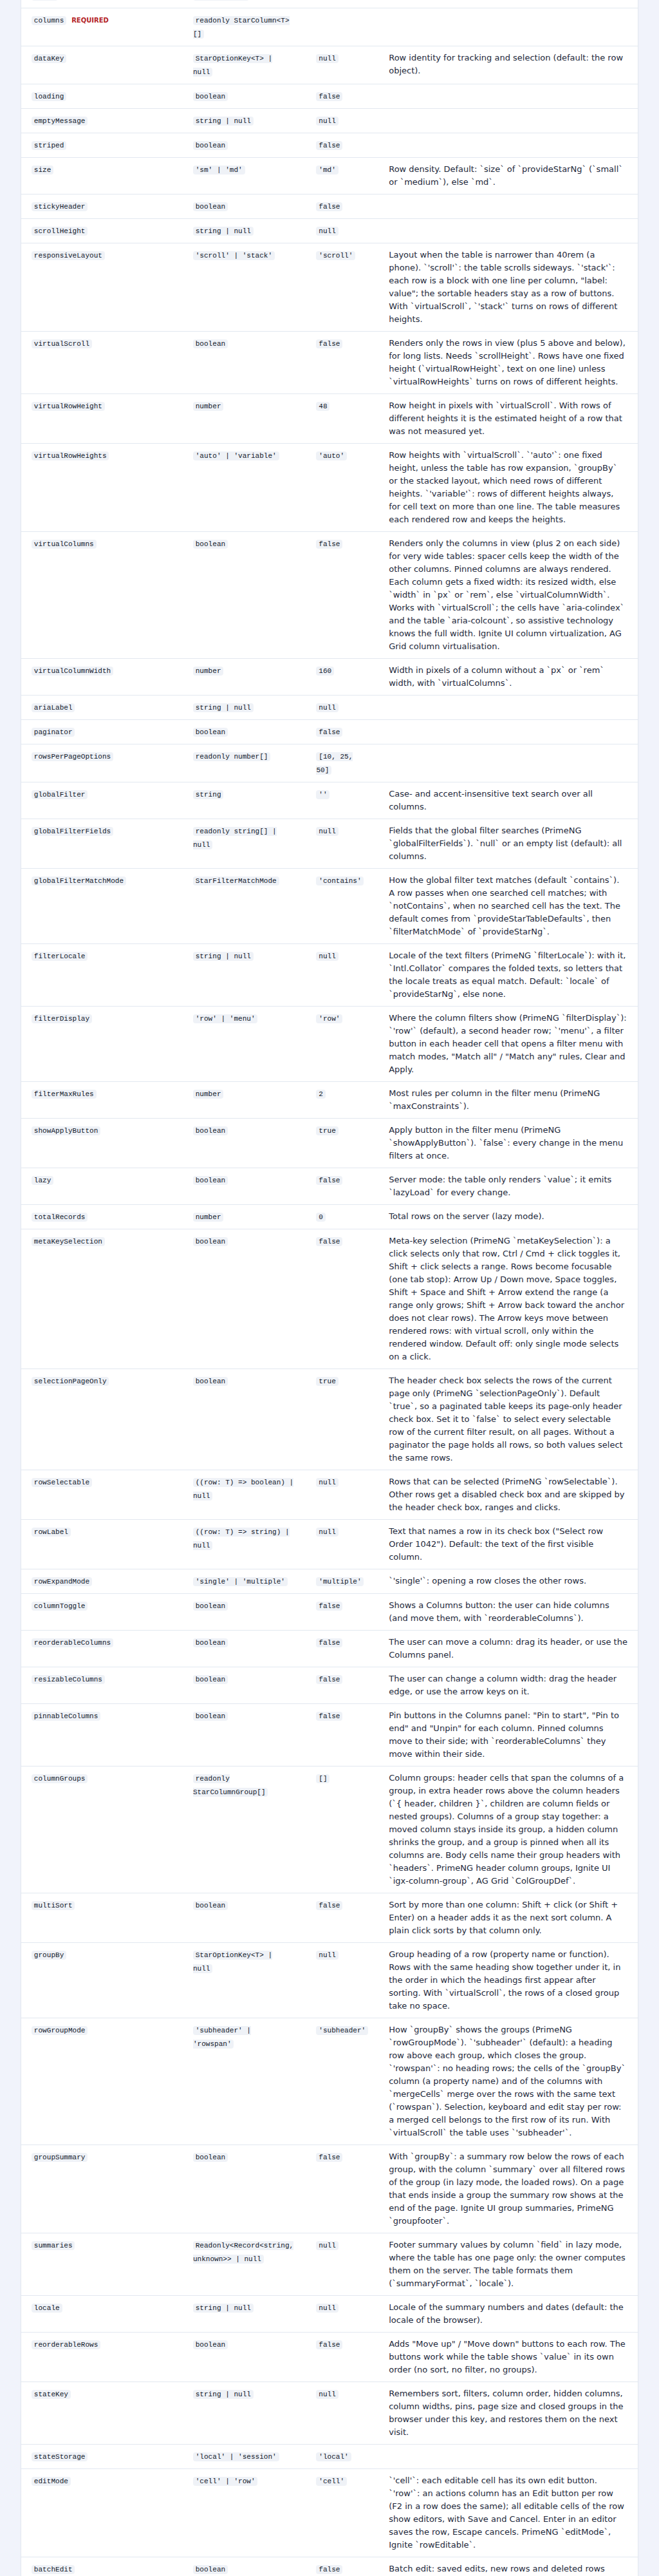 columns REQUIRED readonly StarColumn<T>
[]
dataKey StarOptionKey<T> | null Row identity for tracking and selection (default: the row
null object).
loading boolean false
emptyMessage string | null null
striped boolean false
size 'sm' | 'md' 'md' Row density. Default: `size` of `provideStarNg` (`small`
or `medium`), else `md`.
stickyHeader boolean false
scrollHeight string | null null
responsiveLayout 'scroll' | 'stack' 'scroll' Layout when the table is narrower than 40rem (a
phone). `'scroll'`: the table scrolls sideways. `'stack'`:
each row is a block with one line per column, "label:
value"; the sortable headers stay as a row of buttons.
With `virtualScroll`, `'stack'` turns on rows of different
heights.
virtualScroll boolean false Renders only the rows in view (plus 5 above and below),
for long lists. Needs `scrollHeight`. Rows have one fixed
height (`virtualRowHeight`, text on one line) unless
`virtualRowHeights` turns on rows of different heights.
virtualRowHeight number 48 Row height in pixels with `virtualScroll`. With rows of
different heights it is the estimated height of a row that
was not measured yet.
virtualRowHeights 'auto' | 'variable' 'auto' Row heights with `virtualScroll`. `'auto'`: one fixed
height, unless the table has row expansion, `groupBy`
or the stacked layout, which need rows of different
heights. `'variable'`: rows of different heights always,
for cell text on more than one line. The table measures
each rendered row and keeps the heights.
virtualColumns boolean false Renders only the columns in view (plus 2 on each side)
for very wide tables: spacer cells keep the width of the
other columns. Pinned columns are always rendered.
Each column gets a fixed width: its resized width, else
`width` in `px` or `rem`, else `virtualColumnWidth`.
Works with `virtualScroll`; the cells have `aria-colindex`
and the table `aria-colcount`, so assistive technology
knows the full width. Ignite UI column virtualization, AG
Grid column virtualisation.
virtualColumnWidth number 160 Width in pixels of a column without a `px` or `rem`
width, with `virtualColumns`.
ariaLabel string | null null
paginator boolean false
rowsPerPageOptions readonly number[] [10, 25,
50]
globalFilter string '' Case- and accent-insensitive text search over all
columns.
globalFilterFields readonly string[] | null Fields that the global filter searches (PrimeNG
null `globalFilterFields`). `null` or an empty list (default): all
columns.
globalFilterMatchMode StarFilterMatchMode 'contains' How the global filter text matches (default `contains`).
A row passes when one searched cell matches; with
`notContains`, when no searched cell has the text. The
default comes from `provideStarTableDefaults`, then
`filterMatchMode` of `provideStarNg`.
filterLocale string | null null Locale of the text filters (PrimeNG `filterLocale`): with it,
`Intl.Collator` compares the folded texts, so letters that
the locale treats as equal match. Default: `locale` of
`provideStarNg`, else none.
filterDisplay 'row' | 'menu' 'row' Where the column filters show (PrimeNG `filterDisplay`):
`'row'` (default), a second header row; `'menu'`, a filter
button in each header cell that opens a filter menu with
match modes, "Match all" / "Match any" rules, Clear and
Apply.
filterMaxRules number 2 Most rules per column in the filter menu (PrimeNG
`maxConstraints`).
showApplyButton boolean true Apply button in the filter menu (PrimeNG
`showApplyButton`). `false`: every change in the menu
filters at once.
lazy boolean false Server mode: the table only renders `value`; it emits
`lazyLoad` for every change.
totalRecords number 0 Total rows on the server (lazy mode).
metaKeySelection boolean false Meta-key selection (PrimeNG `metaKeySelection`): a
click selects only that row, Ctrl / Cmd + click toggles it,
Shift + click selects a range. Rows become focusable
(one tab stop): Arrow Up / Down move, Space toggles,
Shift + Space and Shift + Arrow extend the range (a
range only grows; Shift + Arrow back toward the anchor
does not clear rows). The Arrow keys move between
rendered rows: with virtual scroll, only within the
rendered window. Default off: only single mode selects
on a click.
selectionPageOnly boolean true The header check box selects the rows of the current
page only (PrimeNG `selectionPageOnly`). Default
`true`, so a paginated table keeps its page-only header
check box. Set it to `false` to select every selectable
row of the current filter result, on all pages. Without a
paginator the page holds all rows, so both values select
the same rows.
rowSelectable ((row: T) => boolean) | null Rows that can be selected (PrimeNG `rowSelectable`).
null Other rows get a disabled check box and are skipped by
the header check box, ranges and clicks.
rowLabel ((row: T) => string) | null Text that names a row in its check box ("Select row
null Order 1042"). Default: the text of the first visible
column.
rowExpandMode 'single' | 'multiple' 'multiple' `'single'`: opening a row closes the other rows.
columnToggle boolean false Shows a Columns button: the user can hide columns
(and move them, with `reorderableColumns`).
reorderableColumns boolean false The user can move a column: drag its header, or use the
Columns panel.
resizableColumns boolean false The user can change a column width: drag the header
edge, or use the arrow keys on it.
pinnableColumns boolean false Pin buttons in the Columns panel: "Pin to start", "Pin to
end" and "Unpin" for each column. Pinned columns
move to their side; with `reorderableColumns` they
move within their side.
columnGroups readonly [] Column groups: header cells that span the columns of a
StarColumnGroup[] group, in extra header rows above the column headers
(`{ header, children }`, children are column fields or
nested groups). Columns of a group stay together: a
moved column stays inside its group, a hidden column
shrinks the group, and a group is pinned when all its
columns are. Body cells name their group headers with
`headers`. PrimeNG header column groups, Ignite UI
`igx-column-group`, AG Grid `ColGroupDef`.
multiSort boolean false Sort by more than one column: Shift + click (or Shift +
Enter) on a header adds it as the next sort column. A
plain click sorts by that column only.
groupBy StarOptionKey<T> | null Group heading of a row (property name or function).
null Rows with the same heading show together under it, in
the order in which the headings first appear after
sorting. With `virtualScroll`, the rows of a closed group
take no space.
rowGroupMode 'subheader' | 'subheader' How `groupBy` shows the groups (PrimeNG
'rowspan' `rowGroupMode`). `'subheader'` (default): a heading
row above each group, which closes the group.
`'rowspan'`: no heading rows; the cells of the `groupBy`
column (a property name) and of the columns with
`mergeCells` merge over the rows with the same text
(`rowspan`). Selection, keyboard and edit stay per row:
a merged cell belongs to the first row of its run. With
`virtualScroll` the table uses `'subheader'`.
groupSummary boolean false With `groupBy`: a summary row below the rows of each
group, with the column `summary` over all filtered rows
of the group (in lazy mode, the loaded rows). On a page
that ends inside a group the summary row shows at the
end of the page. Ignite UI group summaries, PrimeNG
`groupfooter`.
summaries Readonly<Record<string, null Footer summary values by column `field` in lazy mode,
unknown>> | null where the table has one page only: the owner computes
them on the server. The table formats them
(`summaryFormat`, `locale`).
locale string | null null Locale of the summary numbers and dates (default: the
locale of the browser).
reorderableRows boolean false Adds "Move up" / "Move down" buttons to each row. The
buttons work while the table shows `value` in its own
order (no sort, no filter, no groups).
stateKey string | null null Remembers sort, filters, column order, hidden columns,
column widths, pins, page size and closed groups in the
browser under this key, and restores them on the next
visit.
stateStorage 'local' | 'session' 'local'
editMode 'cell' | 'row' 'cell' `'cell'`: each editable cell has its own edit button.
`'row'`: an actions column has an Edit button per row
(F2 in a row does the same); all editable cells of the row
show editors, with Save and Cancel. Enter in an editor
saves the row, Escape cancels. PrimeNG `editMode`,
Ignite `rowEditable`.
batchEdit boolean false Batch edit: saved edits, new rows and deleted rows